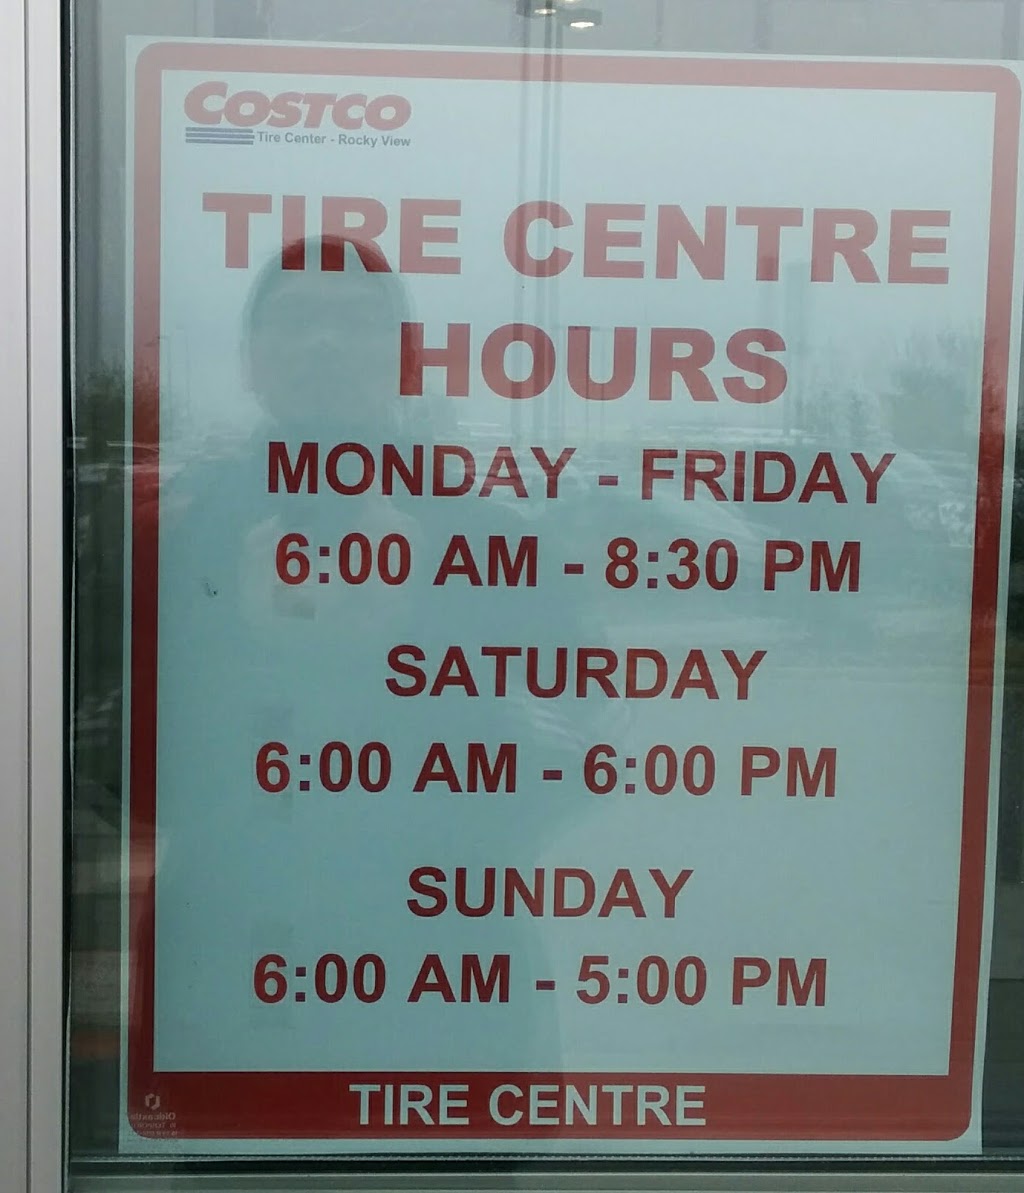 COSTCO
Tire Center - Rocky View
TIRE CENTRE
HOURS
MONDAY - FRIDAY
6:00 AM - 8:30 PM
SATURDAY
6:00 AM - 6:00 PM
SUNDAY
6:00 AM - 5:00 PM
TIRE CENTRE